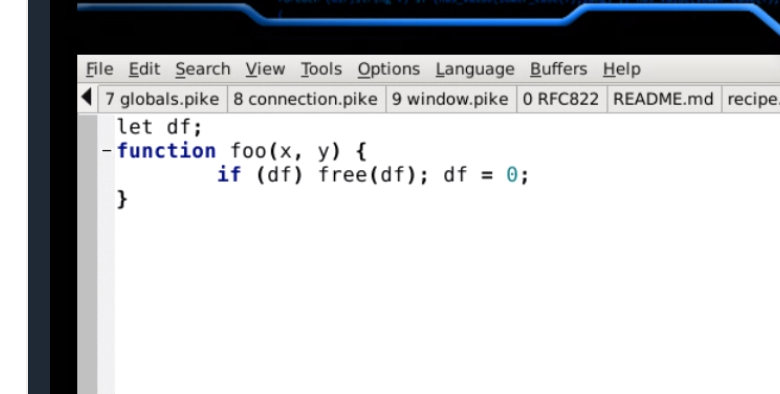 File Edit Search View Tools Options Language Buffers Help
7 globals.pike 8 connection.pike 9 window.pike 0 RFC822 README.md recipe.
let df;
function foo(x, y) {
if (df) free(df); df = 0;
}